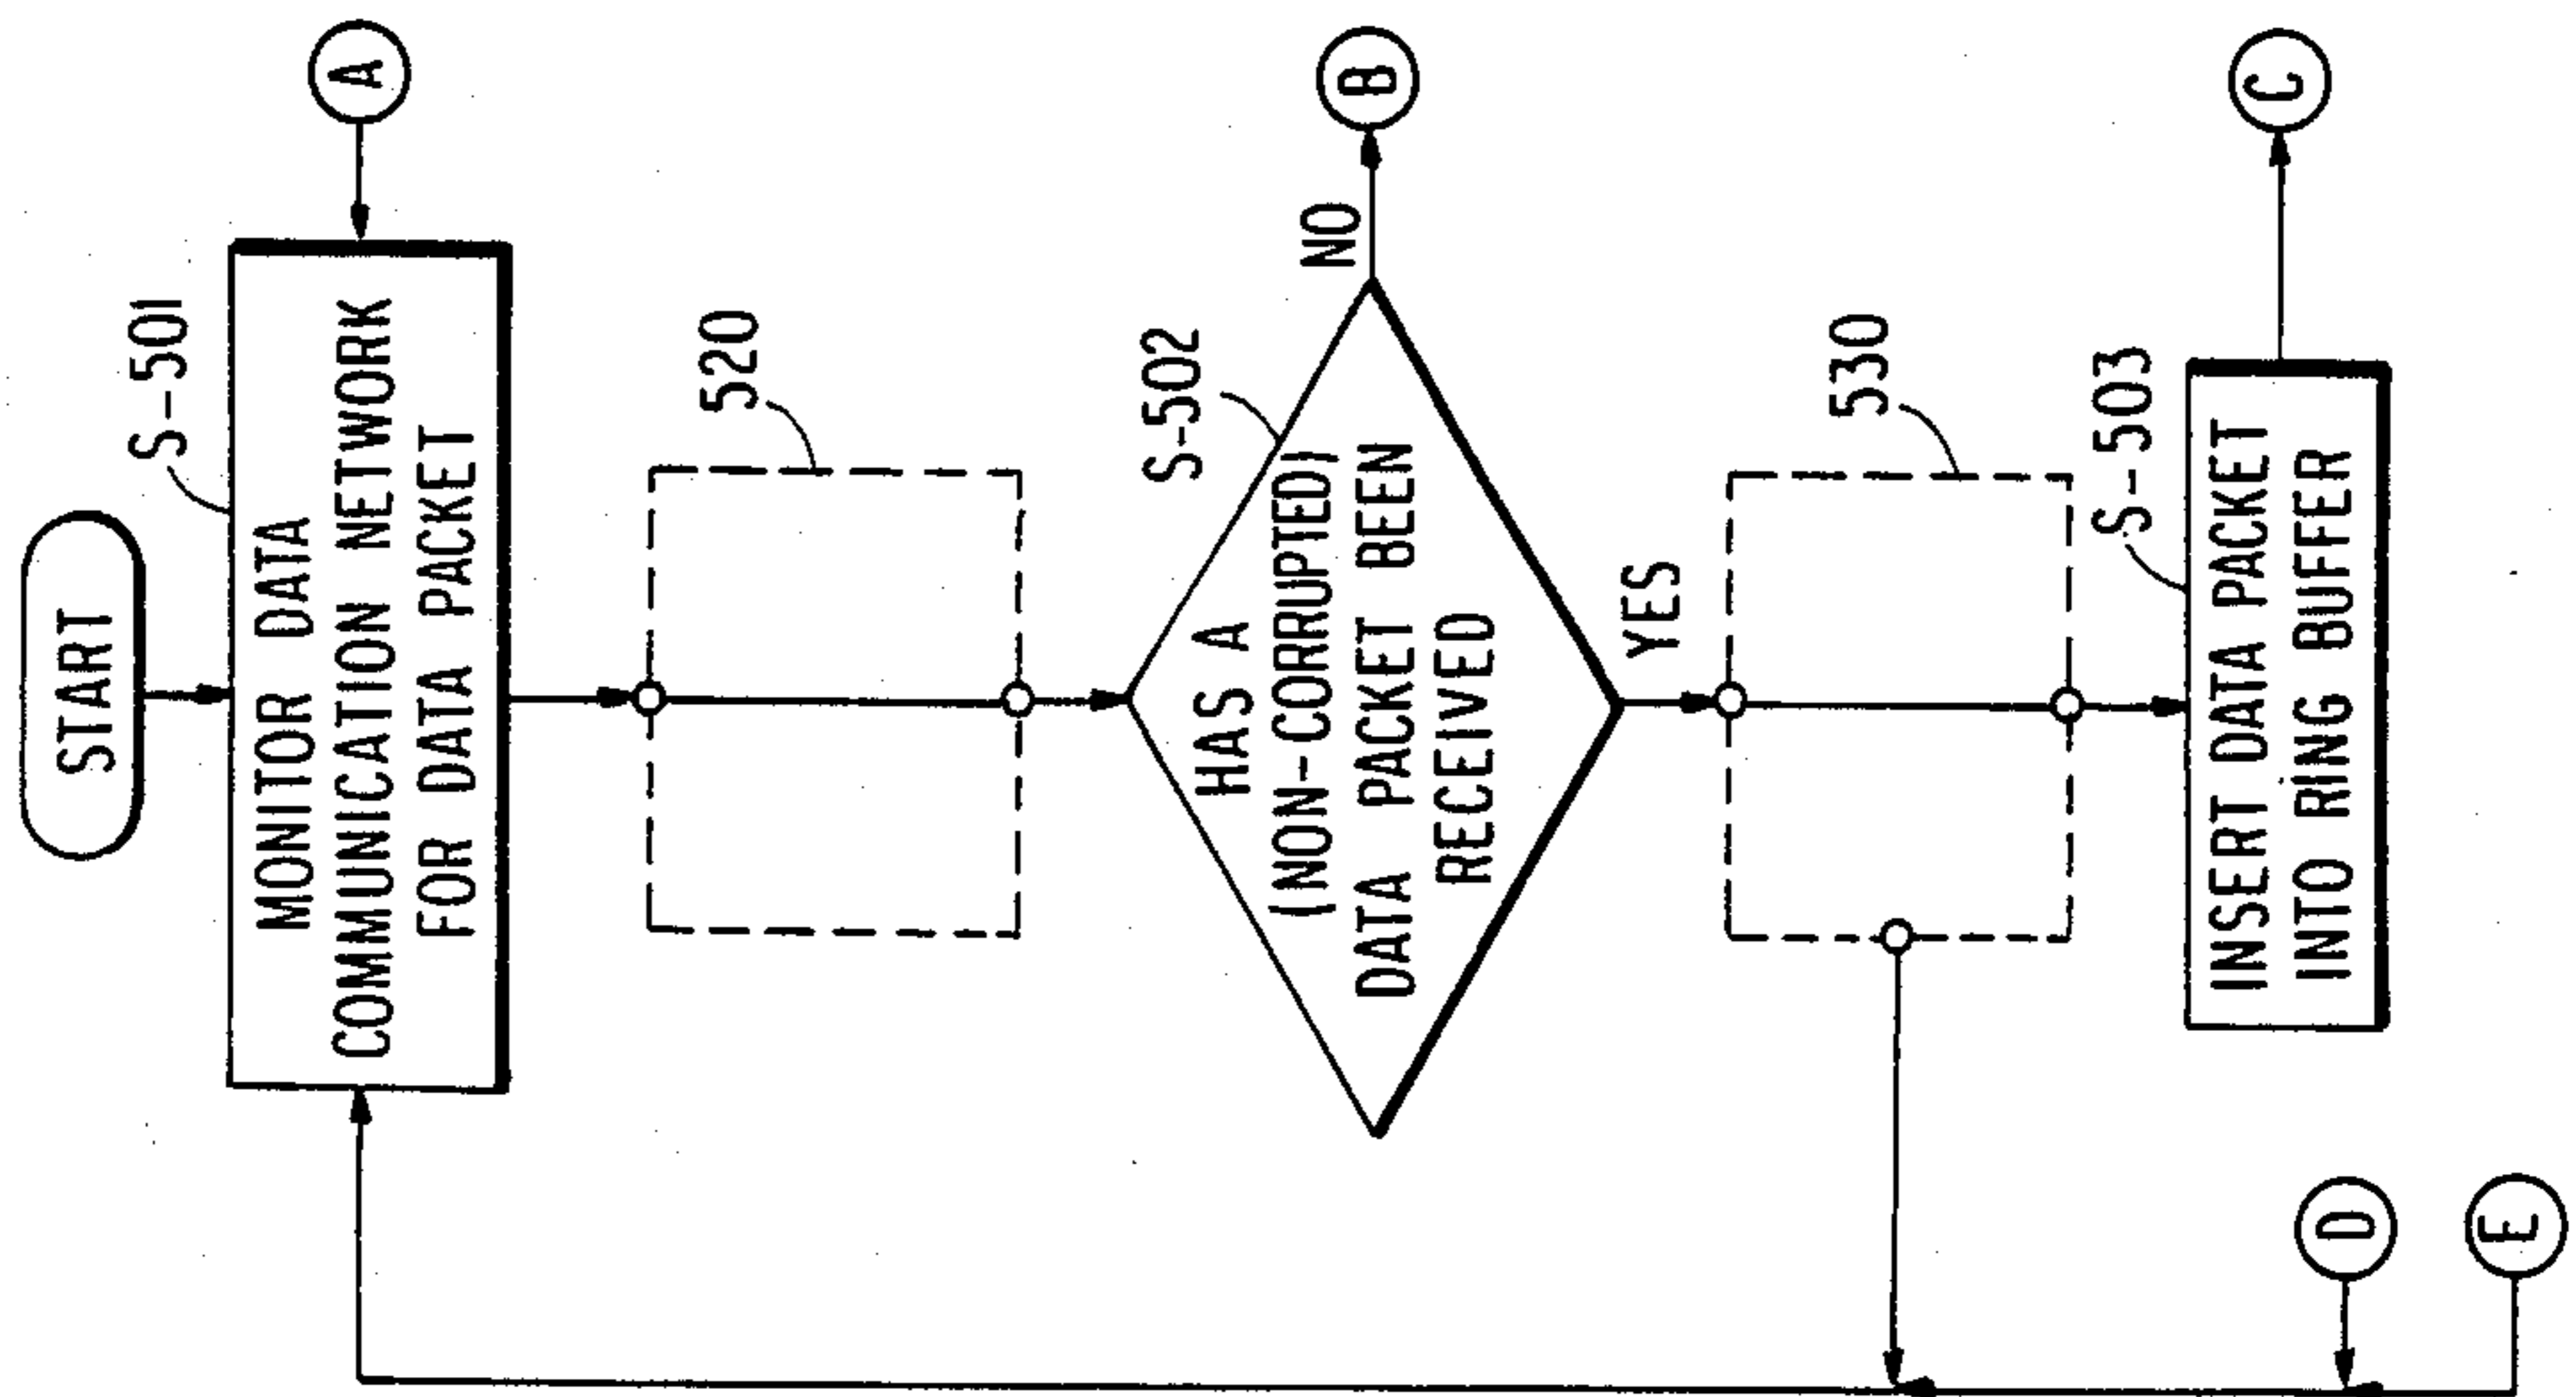 START
S-501
A
MONITOR DATA
COMMUNICATION NETWORK
FOR DATA PACKET
520
S-502
NO
B
HAS A
(NON-CORRUPTED)
DATA PACKET BEEN
RECEIVED
YES
530
S-503
INSERT DATA PACKET
INTO RING BUFFER
C
D
E